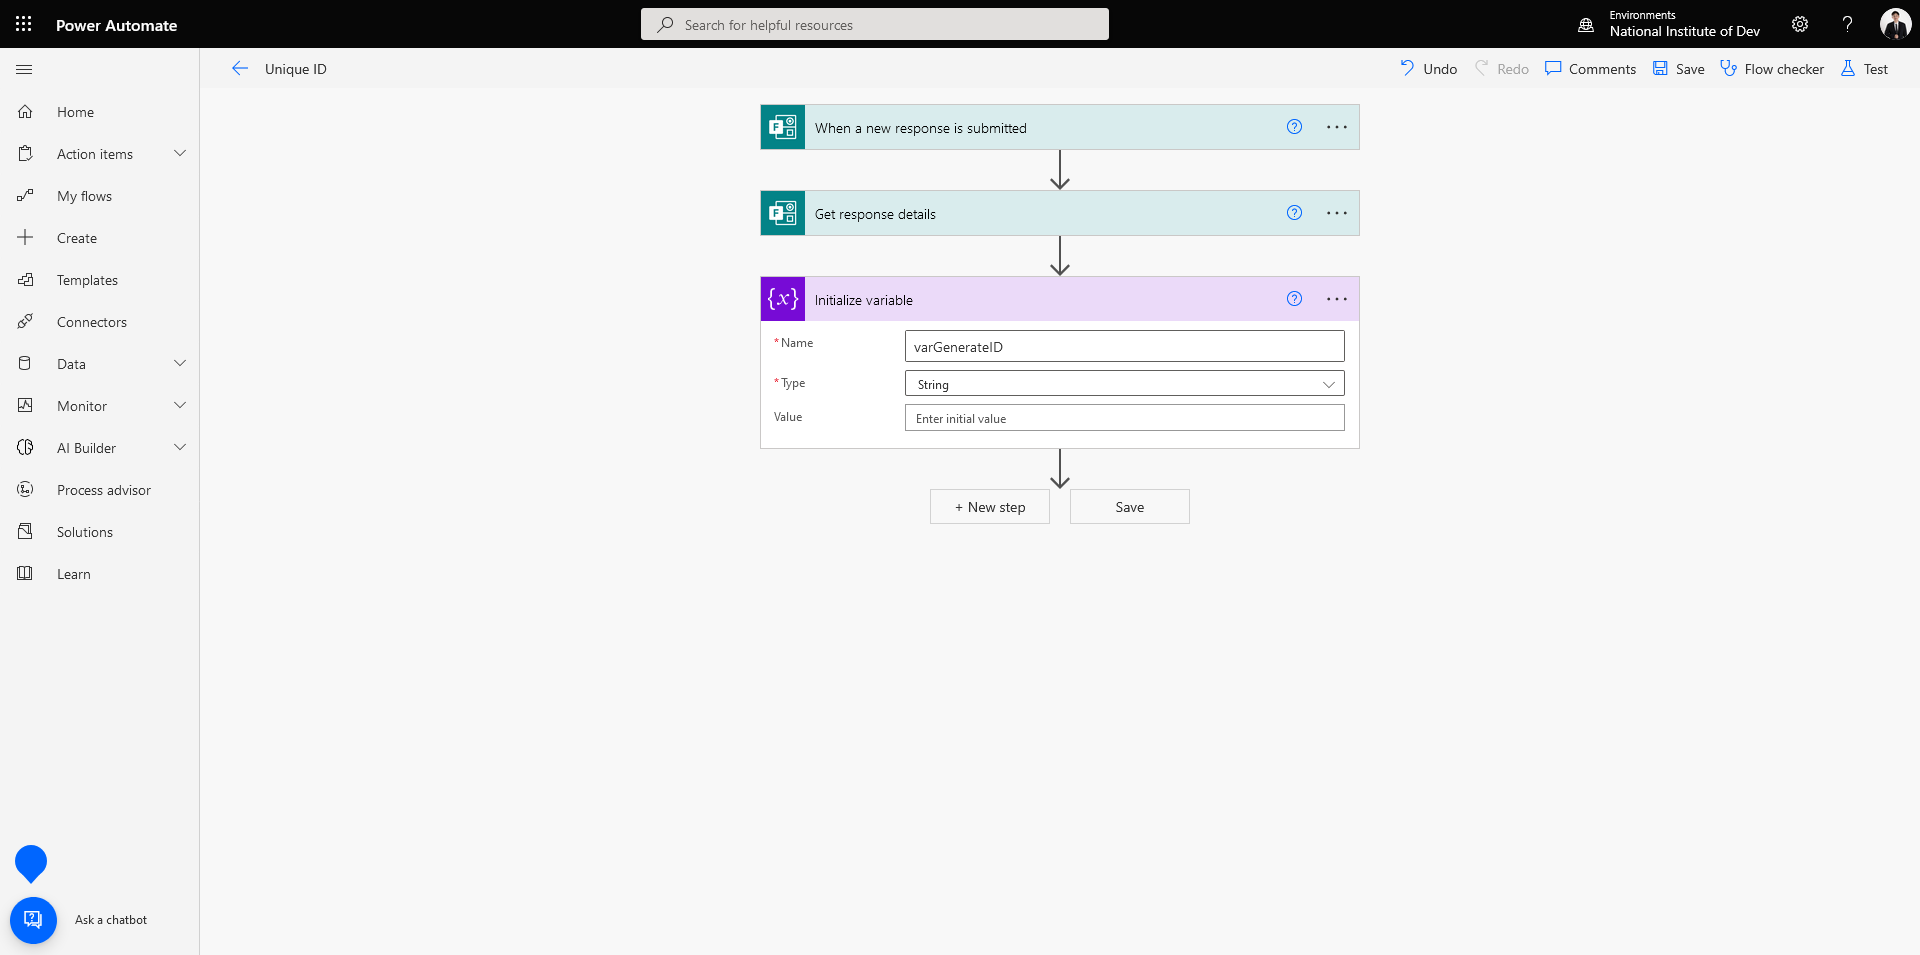 Power Automate
Search for helpful resources
Environments
National Institute of Dev
?
Unique ID
Undo
Redo
Comments
Save
Flow checker
Test
Home
Action items
My flows
Create
Templates
Connectors
Data
Monitor
AI Builder
Process advisor
Solutions
Learn
Ask a chatbot
F
When a new response is submitted
?
...
F
Get response details
?
...
{x}
Initialize variable
?
...
* Name
varGenerateID
* Type
String
Value
Enter initial value
+ New step
Save